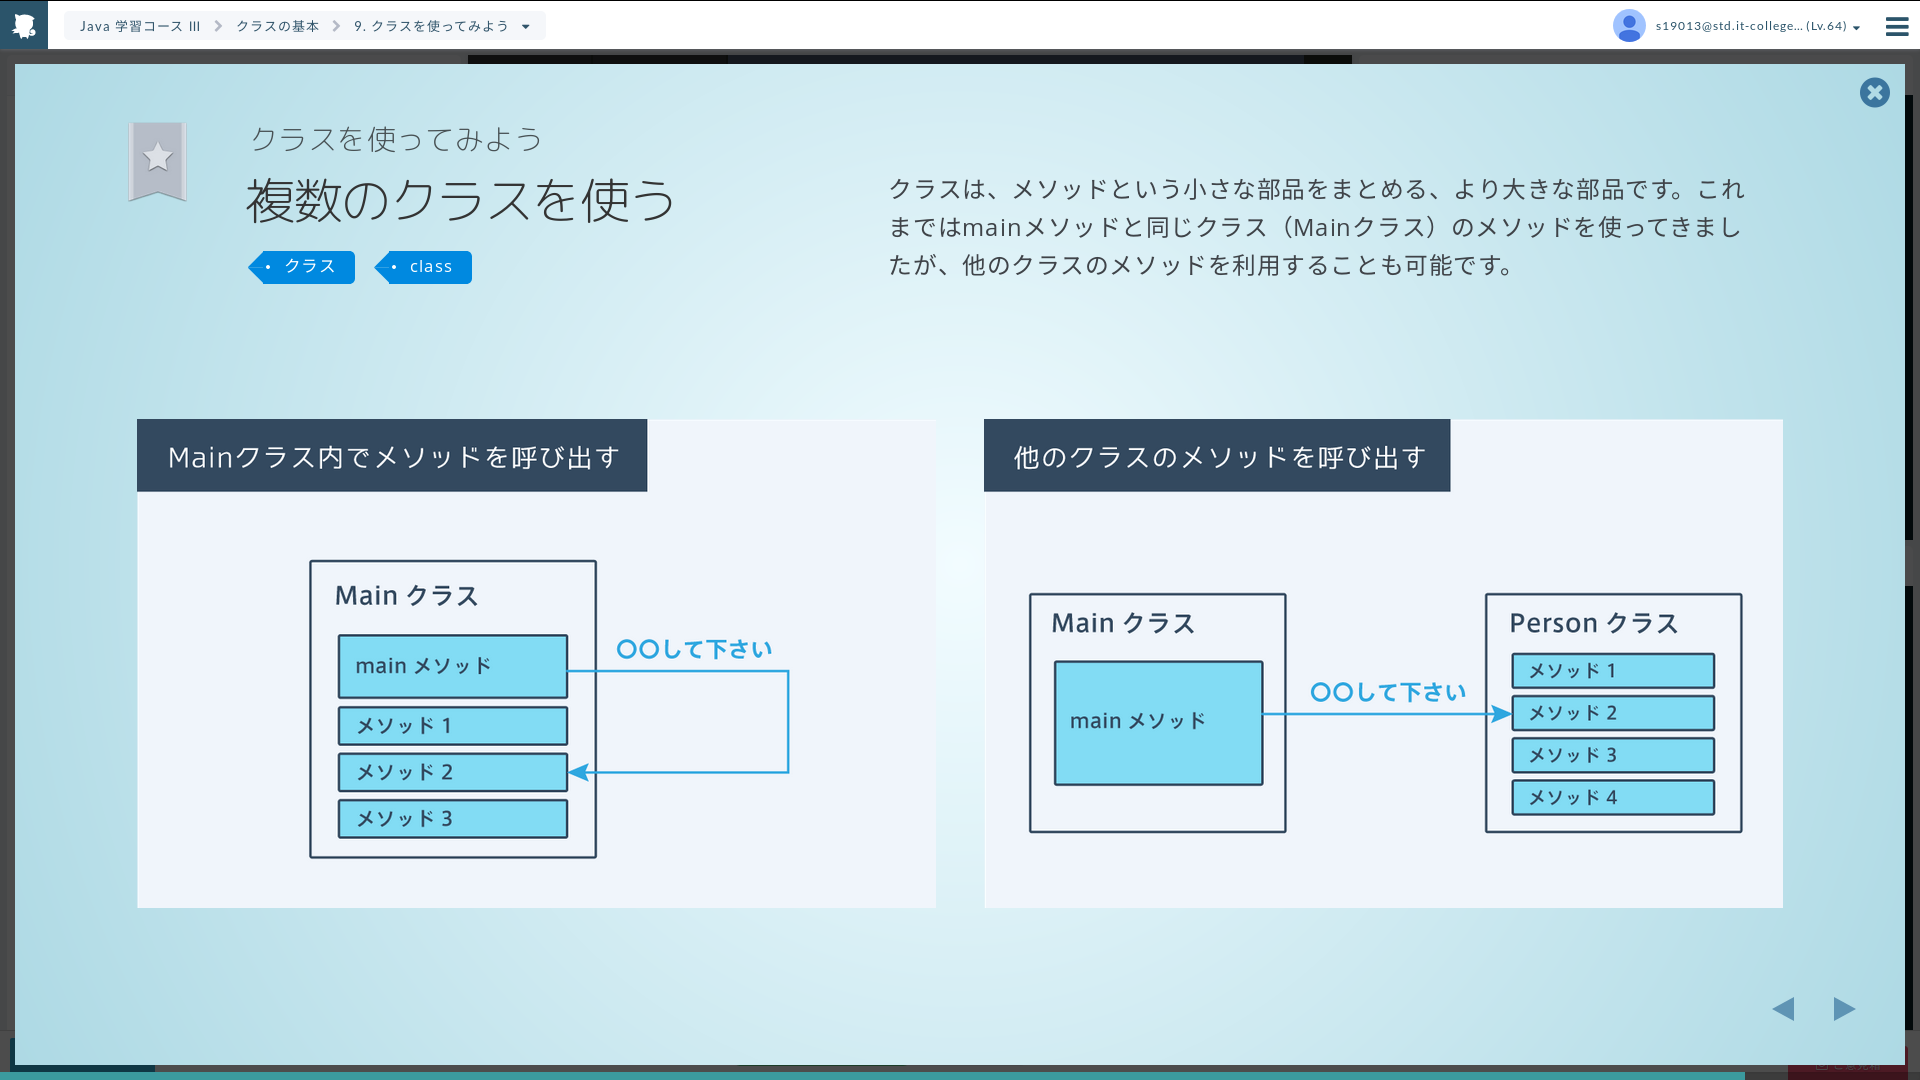 Java 学習コース III
クラスの基本
9. クラスを使ってみよう
s19013@std.it-college... (Lv.64)
クラスを使ってみよう
複数のクラスを使う
クラス
class
クラスは、メソッドという小さな部品をまとめる、より大きな部品です。これ
まではmainメソッドと同じクラス（Mainクラス）のメソッドを使ってきまし
たが、他のクラスのメソッドを利用することも可能です。
Mainクラス内でメソッドを呼び出す
Main クラス
main メソッド
メソッド 1
メソッド 2
メソッド 3
〇〇して下さい
他のクラスのメソッドを呼び出す
Main クラス
main メソッド
〇〇して下さい
Person クラス
メソッド 1
メソッド 2
メソッド 3
メソッド 4